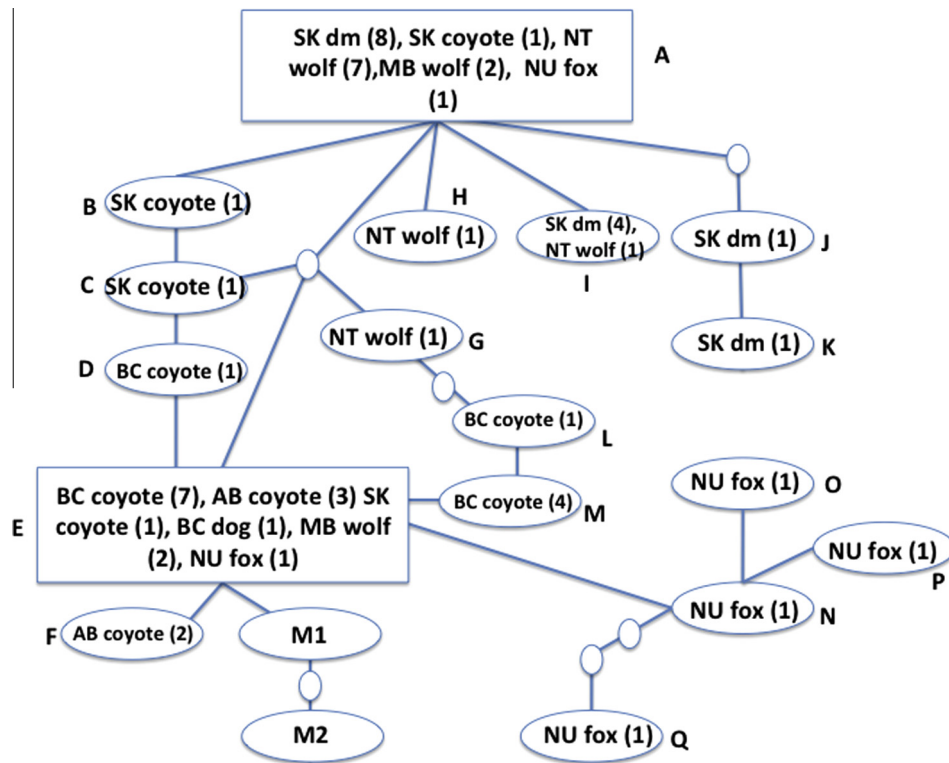 SK dm (8), SK coyote (1), NT
wolf (7),MB wolf (2), NU fox
(1)
A
B
SK coyote (1)
H
NT wolf (1)
SK dm (4),
NT wolf (1)
I
SK dm (1)
J
C
SK coyote (1)
NT wolf (1)
G
SK dm (1)
K
D
BC coyote (1)
BC coyote (1)
L
E
BC coyote (7), AB coyote (3) SK
coyote (1), BC dog (1), MB wolf
(2), NU fox (1)
BC coyote (4)
M
NU fox (1)
O
NU fox (1)
P
NU fox (1)
N
F
AB coyote (2)
M1
M2
NU fox (1)
Q